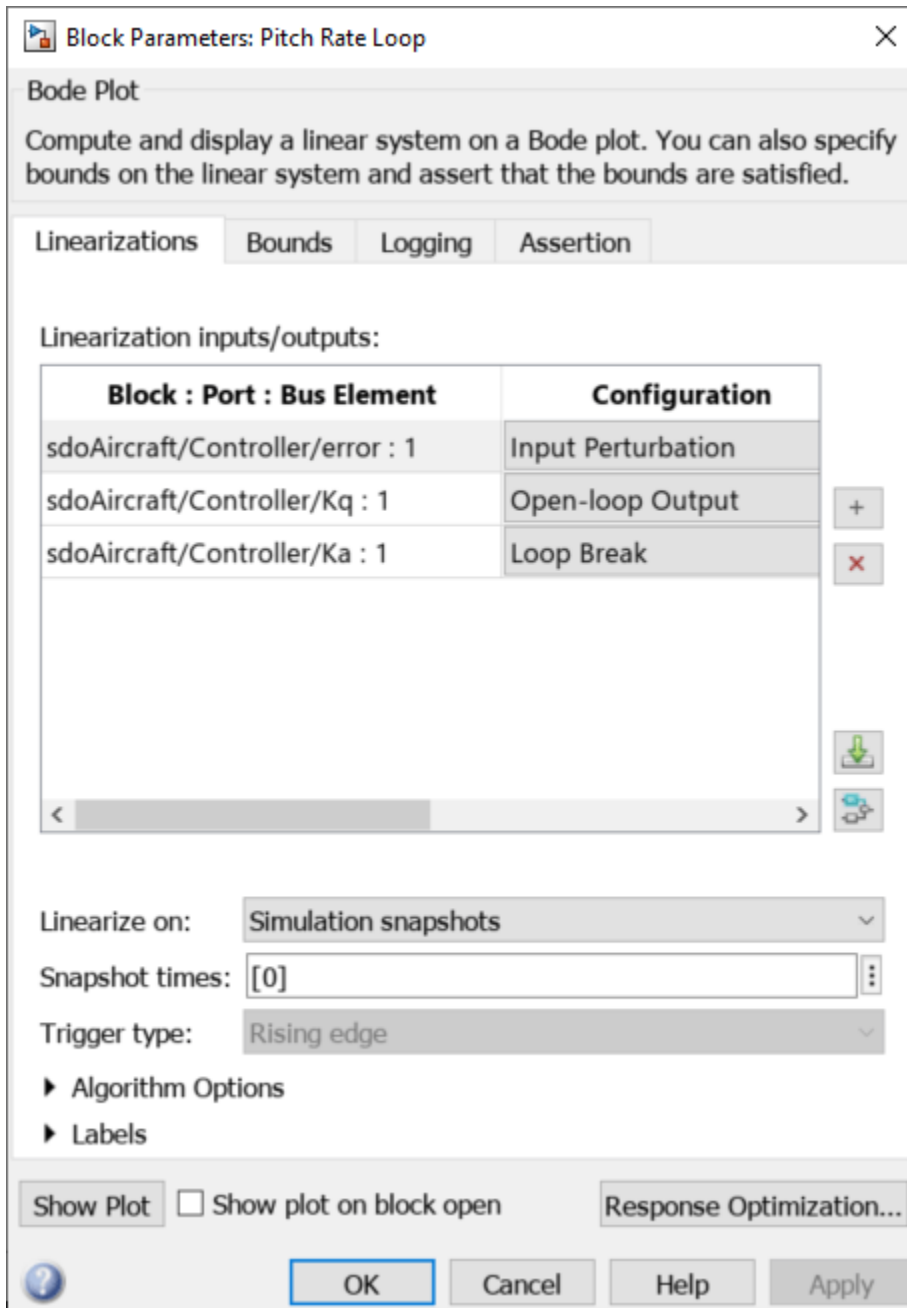 Block Parameters: Pitch Rate Loop
Bode Plot
Compute and display a linear system on a Bode plot. You can also specify
bounds on the linear system and assert that the bounds are satisfied.
Linearizations Bounds Logging Assertion
Linearization inputs/outputs:
Block : Port : Bus Element Configuration
sdoAircraft/Controller/error : 1 Input Perturbation
sdoAircraft/Controller/Kq : 1 Open-loop Output
sdoAircraft/Controller/Ka : 1 Loop Break
Linearize on: Simulation snapshots
Snapshot times: [0]
Trigger type: Rising edge
Algorithm Options
Labels
Show Plot Show plot on block open Response Optimization...
OK Cancel Help Apply